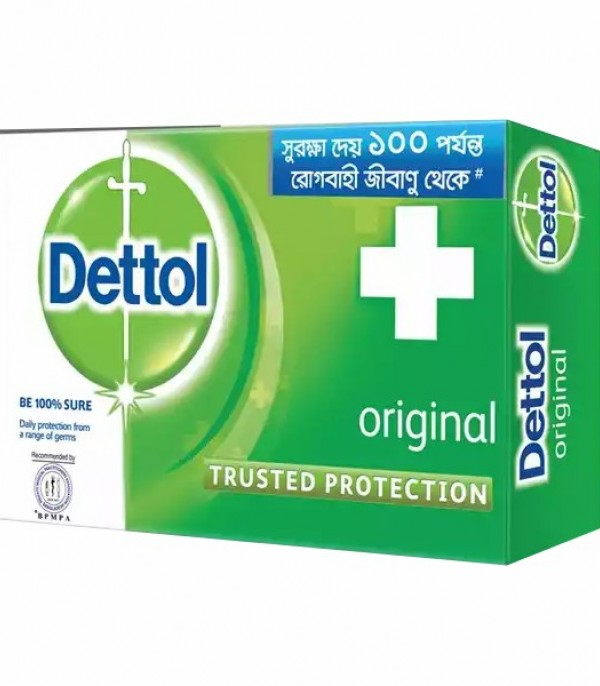 সুরক্ষা দেয় ১০০ পর্যন্ত
রোগবাহী জীবাণু থেকে#
Dettol
BE 100% SURE
Daily protection from
a range of germs
Recommended by
*BPMPA
original
TRUSTED PROTECTION
Dettol
Dettol
original